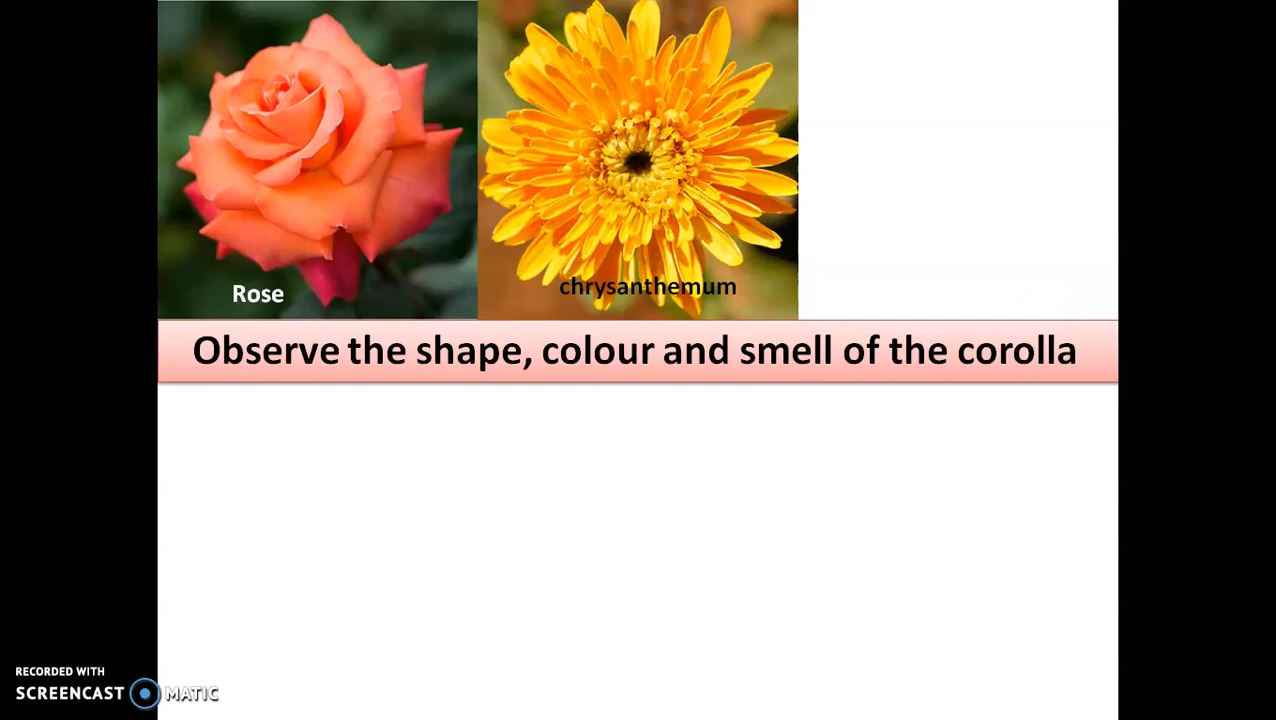 Rose
chrysanthemum
Observe the shape, colour and smell of the corolla
RECORDED WITH
SCREENCAST MATIC